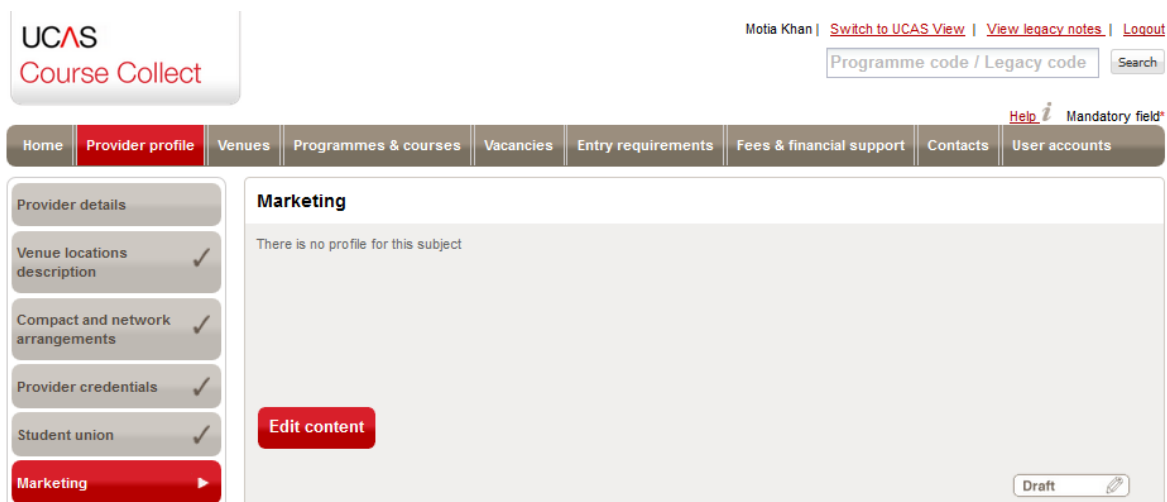 UCAS
Course Collect
Motia Khan | Switch to UCAS View | View legacy notes | Logout
Programme code / Legacy code Search
Help i Mandatory field*
Home Provider profile Venues Programmes & courses Vacancies Entry requirements Fees & financial support Contacts User accounts
Provider details
Venue locations
description
Compact and network
arrangements
Provider credentials
Student union
Marketing
Marketing
There is no profile for this subject
Edit content
Draft